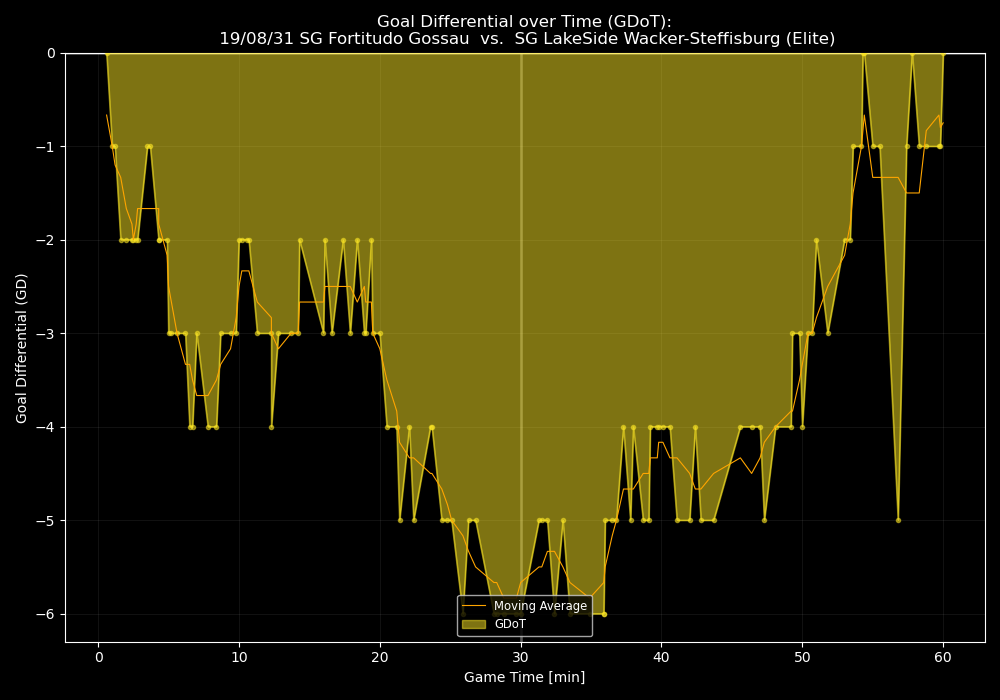 Goal Differential over Time (GDoT):
19/08/31 SG Fortitudo Gossau  vs.  SG LakeSide Wacker-Steffisburg (Elite)
Goal Differential (GD)
0
−1
−2
−3
−4
−5
−6
Moving Average
GDoT
0 10 20 30 40 50 60
Game Time [min]